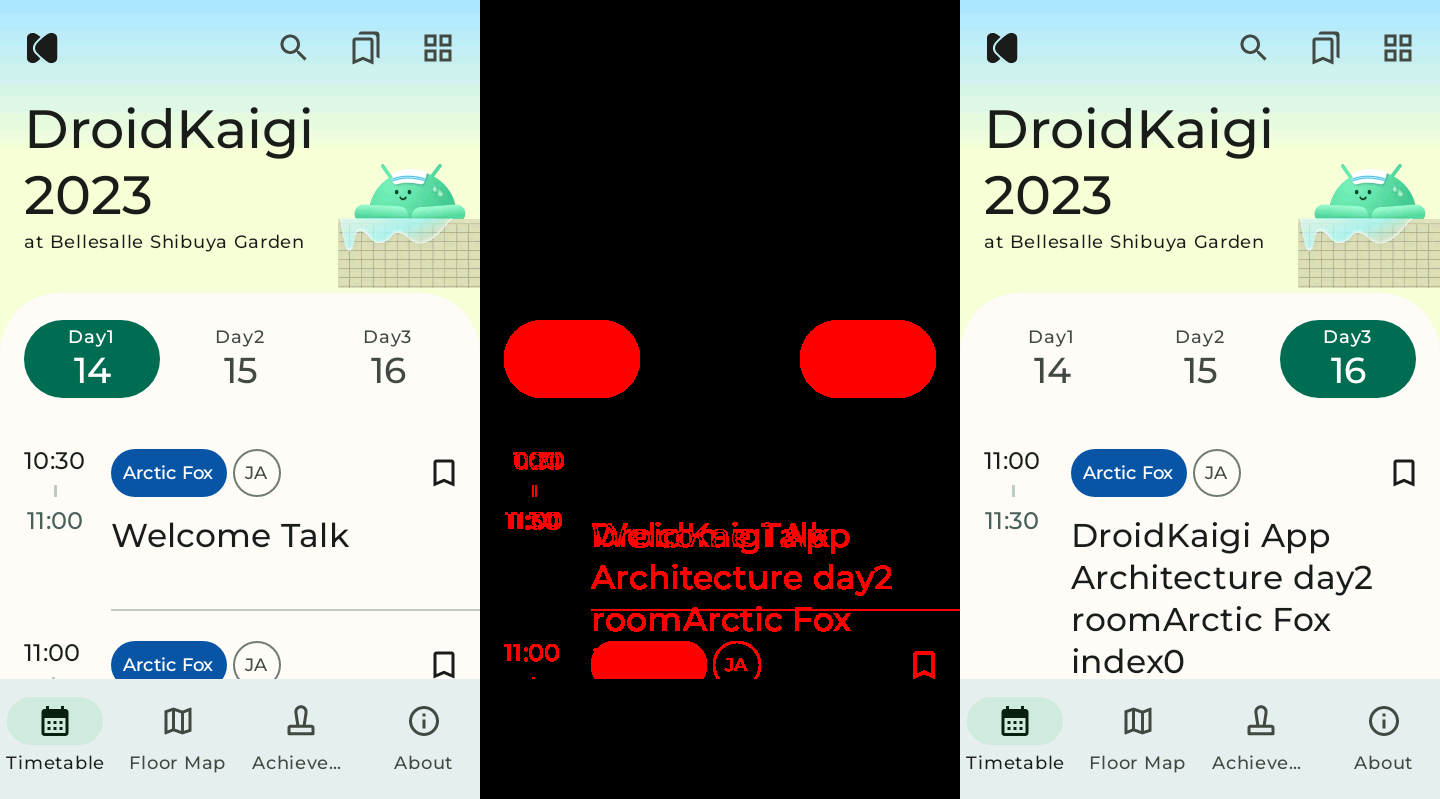 DroidKaigi
2023
at Bellesalle Shibuya Garden
Day1
14
Day2
15
Day3
16
10:30
11:00
Arctic Fox
JA
Welcome Talk
11:00
Arctic Fox
JA
Timetable
Floor Map
Achieve...
About
Architecture day2
roomArctic Fox
11:00
JA
DroidKaigi
2023
at Bellesalle Shibuya Garden
Day1
14
Day2
15
Day3
16
11:00
11:30
Arctic Fox
JA
DroidKaigi App
Architecture day2
roomArctic Fox
index0
Timetable
Floor Map
Achieve...
About